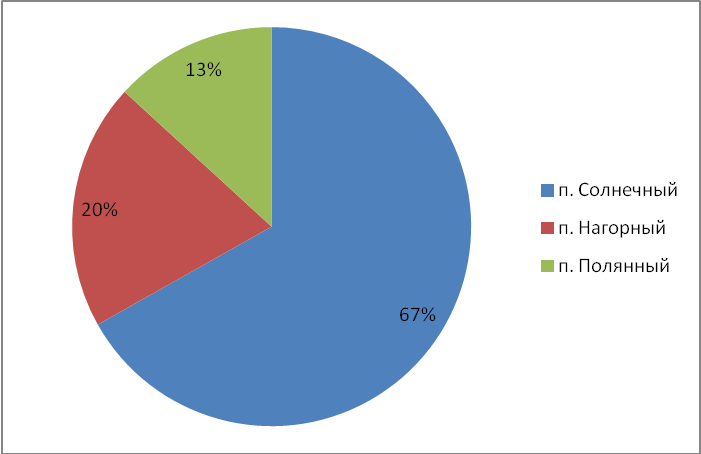 13%
20%
67%
п. Солнечный
п. Нагорный
п. Полянный